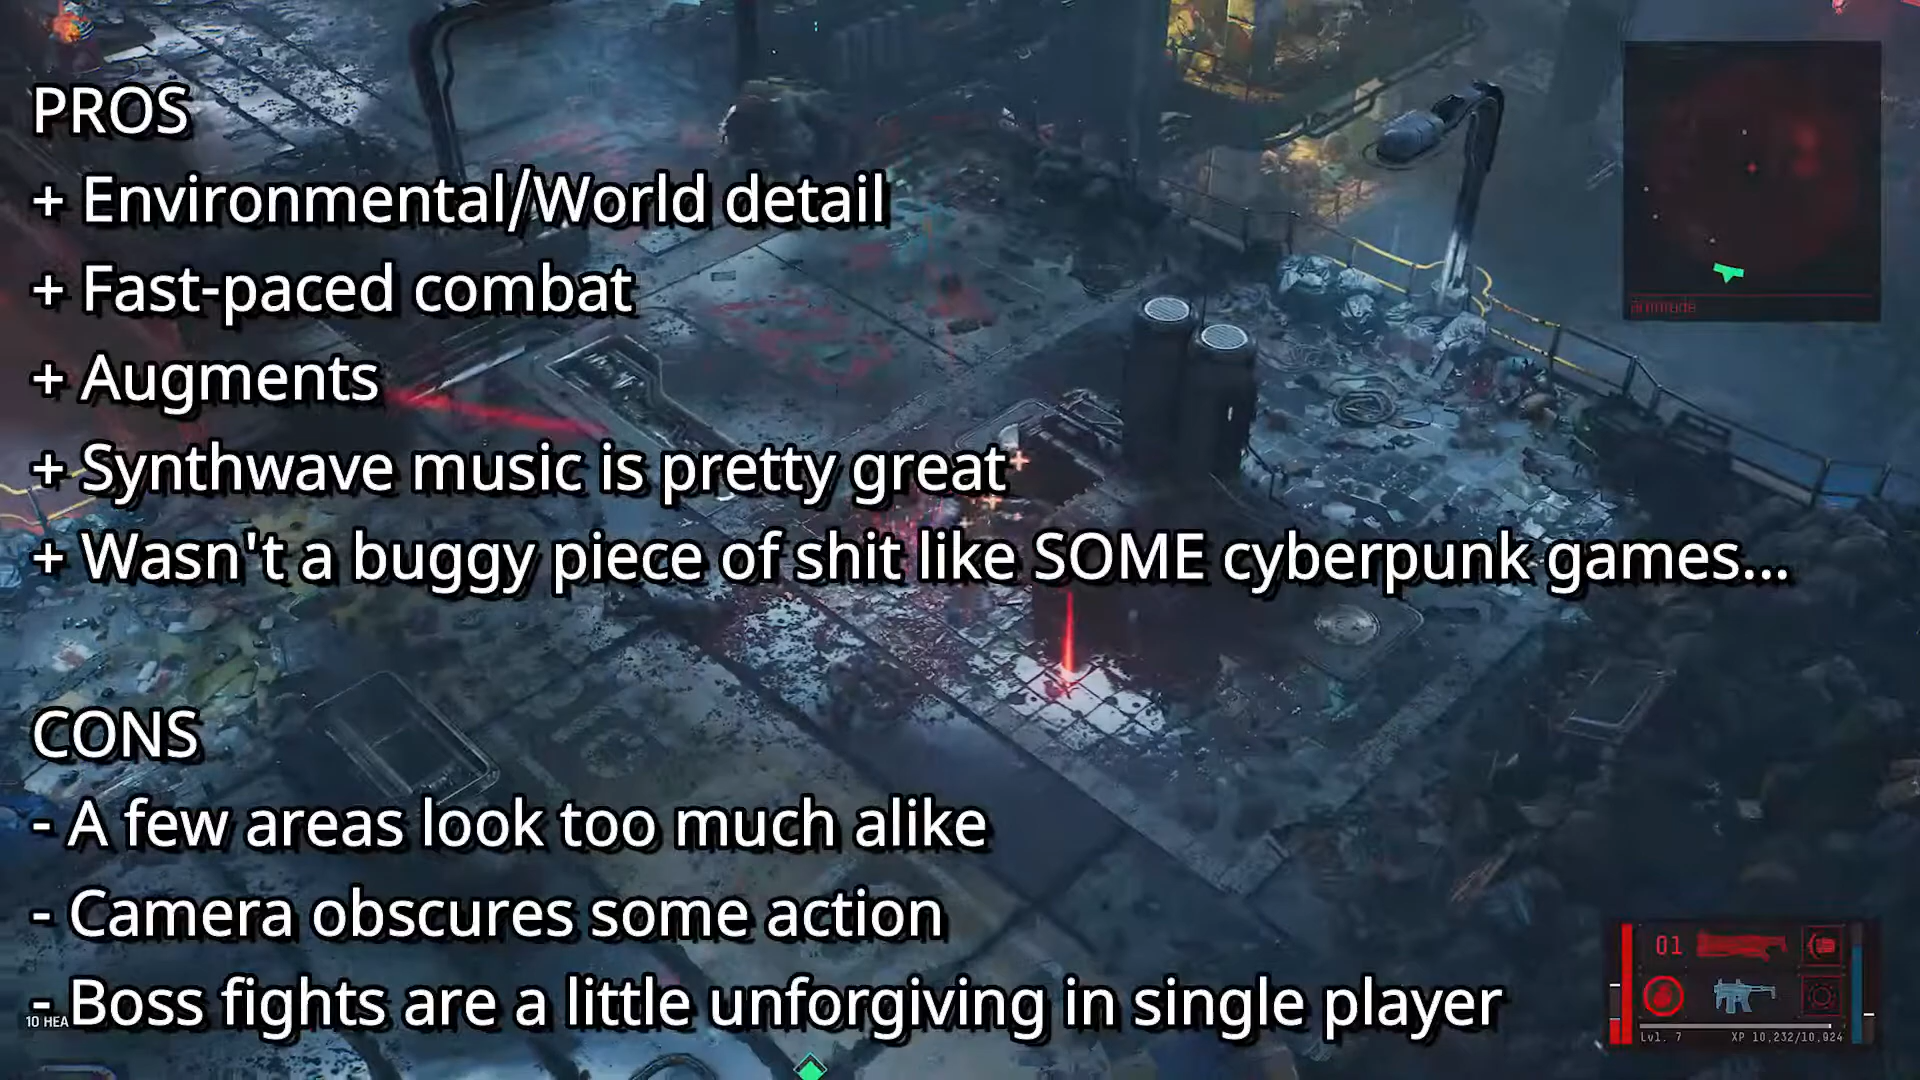 PROS
+ Environmental/World detail
+ Fast-paced combat
+ Augments
+ Synthwave music is pretty great
+ Wasn't a buggy piece of shit like SOME cyberpunk games...
CONS
- A few areas look too much alike
- Camera obscures some action
- Boss fights are a little unforgiving in single player
10 HEA
01
Lvl. 7 XP 10,232/10,924